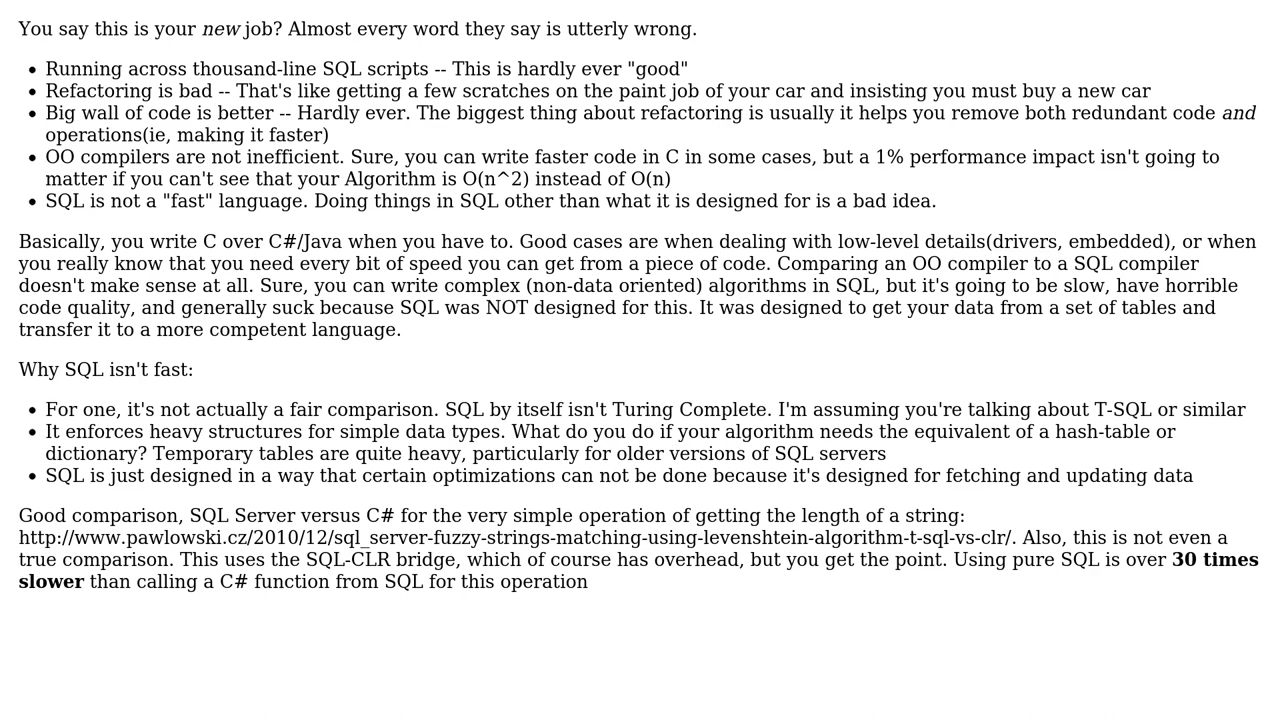 You say this is your new job? Almost every word they say is utterly wrong.
• Running across thousand-line SQL scripts -- This is hardly ever "good"
• Refactoring is bad -- That's like getting a few scratches on the paint job of your car and insisting you must buy a new car
• Big wall of code is better -- Hardly ever. The biggest thing about refactoring is usually it helps you remove both redundant code and
operations(ie, making it faster)
• OO compilers are not inefficient. Sure, you can write faster code in C in some cases, but a 1% performance impact isn't going to
matter if you can't see that your Algorithm is O(n^2) instead of O(n)
• SQL is not a "fast" language. Doing things in SQL other than what it is designed for is a bad idea.
Basically, you write C over C#/Java when you have to. Good cases are when dealing with low-level details(drivers, embedded), or when
you really know that you need every bit of speed you can get from a piece of code. Comparing an OO compiler to a SQL compiler
doesn't make sense at all. Sure, you can write complex (non-data oriented) algorithms in SQL, but it's going to be slow, have horrible
code quality, and generally suck because SQL was NOT designed for this. It was designed to get your data from a set of tables and
transfer it to a more competent language.
Why SQL isn't fast:
• For one, it's not actually a fair comparison. SQL by itself isn't Turing Complete. I'm assuming you're talking about T-SQL or similar
• It enforces heavy structures for simple data types. What do you do if your algorithm needs the equivalent of a hash-table or
dictionary? Temporary tables are quite heavy, particularly for older versions of SQL servers
• SQL is just designed in a way that certain optimizations can not be done because it's designed for fetching and updating data
Good comparison, SQL Server versus C# for the very simple operation of getting the length of a string:
http://www.pawlowski.cz/2010/12/sql_server-fuzzy-strings-matching-using-levenshtein-algorithm-t-sql-vs-clr/. Also, this is not even a
true comparison. This uses the SQL-CLR bridge, which of course has overhead, but you get the point. Using pure SQL is over 30 times
slower than calling a C# function from SQL for this operation